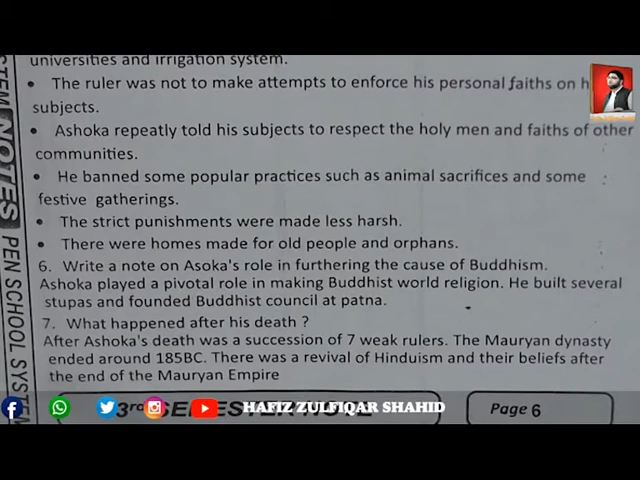 universities and irrigation system.
• The ruler was not to make attempts to enforce his personal faiths on
subjects.
• Ashoka repeatly told his subjects to respect the holy men and faiths of other
communities.
• He banned some popular practices such as animal sacrifices and some
festive gatherings.
• The strict punishments were made less harsh.
• There were homes made for old people and orphans.
6. Write a note on Asoka's role in furthering the cause of Buddhism.
Ashoka played a pivotal role in making Buddhist world religion. He built several
stupas and founded Buddhist council at patna.
7. What happened after his death ?
After Ashoka's death was a succession of 7 weak rulers. The Mauryan dynasty
ended around 185BC. There was a revival of Hinduism and their beliefs after
the end of the Mauryan Empire
3rd SEMESTER NOTE
HAFIZ ZULFIQAR SHAHID
Page 6
STEM NOTES PEN SCHOOL SYSTEM